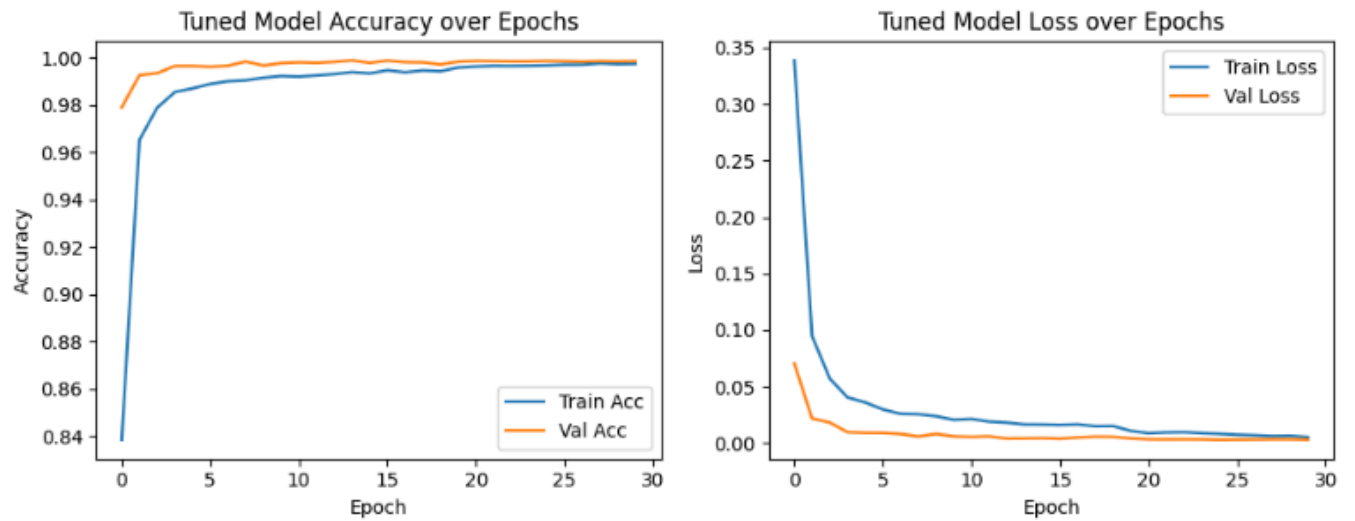 Tuned Model Accuracy over Epochs
1.00
0.98
0.96
0.94
0.92
0.90
0.88
0.86
0.84
Accuracy
Train Acc
Val Acc
0 5 10 15 20 25 30
Epoch
Tuned Model Loss over Epochs
0.35
0.30
0.25
0.20
0.15
0.10
0.05
0.00
Loss
Train Loss
Val Loss
0 5 10 15 20 25 30
Epoch